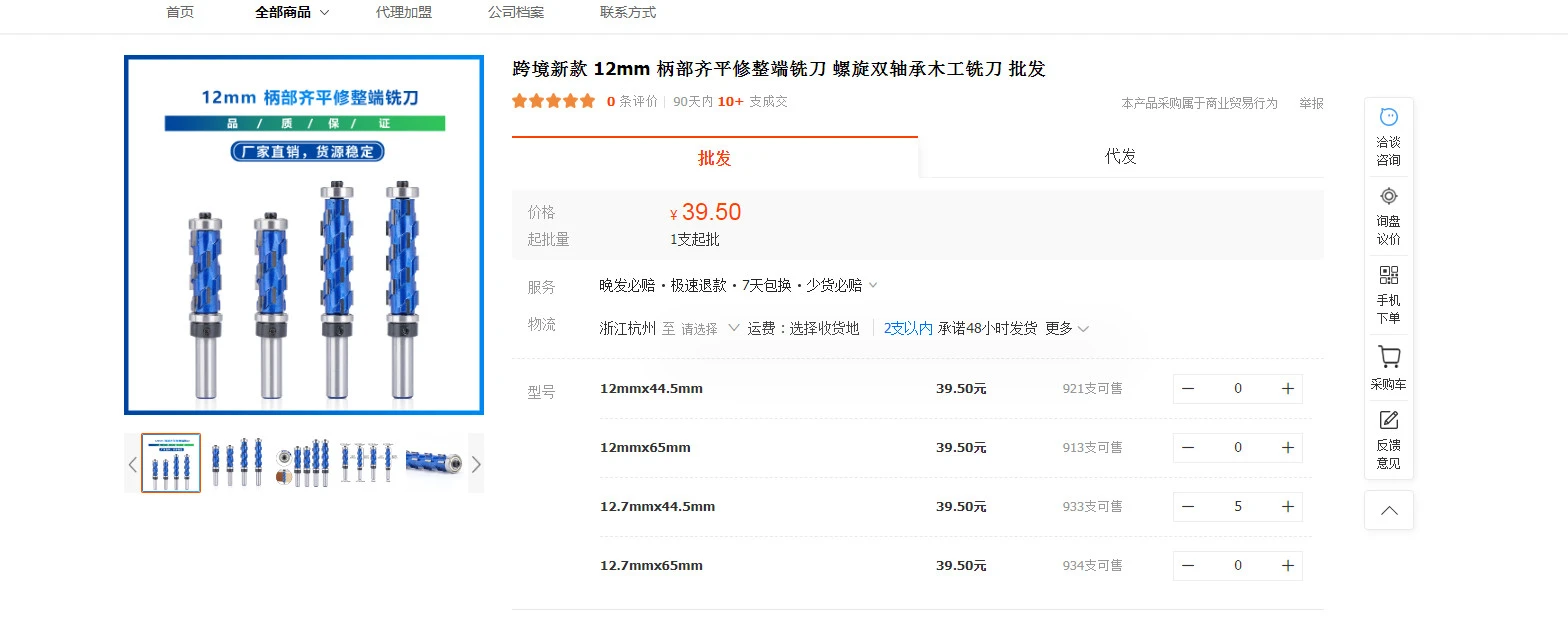 首页 全部商品 代理加盟 公司档案 联系方式
12mm 柄部齐平修整端铣刀
品 / 质 / 保 / 证
厂家直销，货源稳定
跨境新款 12mm 柄部齐平修整端铣刀 螺旋双轴承木工铣刀 批发
0 条评价 90天内 10+ 支成交 本产品采购属于商业贸易行为 举报
批发 代发
价格 ¥ 39.50
起批量 1支起批
服务 晚发必赔 · 极速退款 · 7天包换 · 少货必赔
物流 浙江杭州 至 请选择 运费：选择收货地 2支以内 承诺48小时发货 更多
型号 12mmx44.5mm 39.50元 921支可售 － 0 ＋
12mmx65mm 39.50元 913支可售 － 0 ＋
12.7mmx44.5mm 39.50元 933支可售 － 5 ＋
12.7mmx65mm 39.50元 934支可售 － 0 ＋
洽谈
咨询
询盘
议价
手机
下单
采购车
反馈
意见